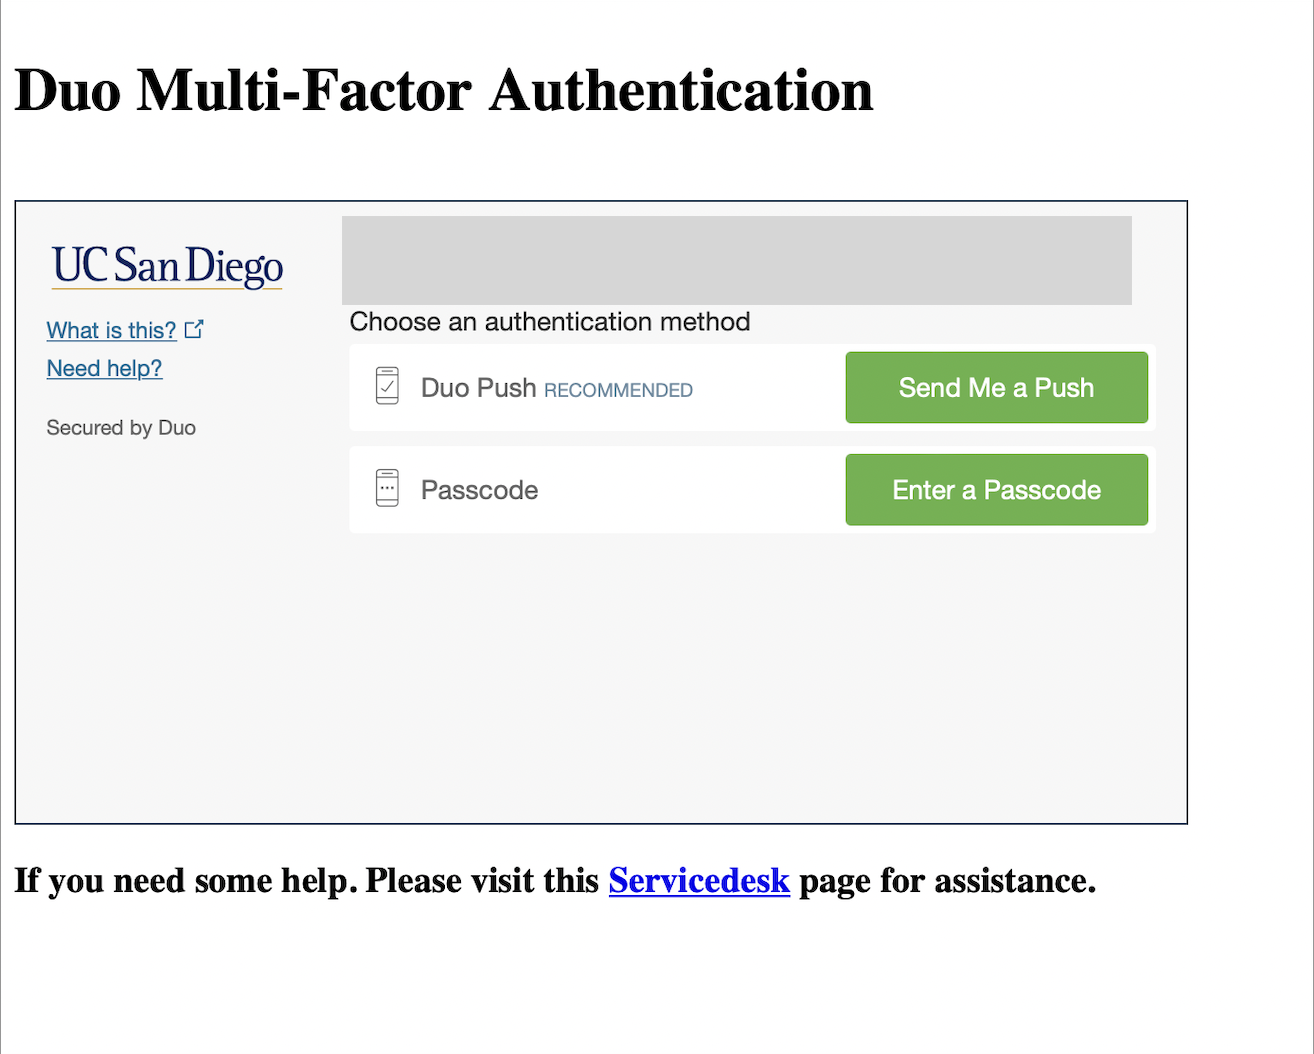 Duo Multi-Factor Authentication
UC San Diego
What is this?
Need help?
Secured by Duo
Choose an authentication method
Duo Push RECOMMENDED
Send Me a Push
Passcode
Enter a Passcode
If you need some help. Please visit this Servicedesk page for assistance.